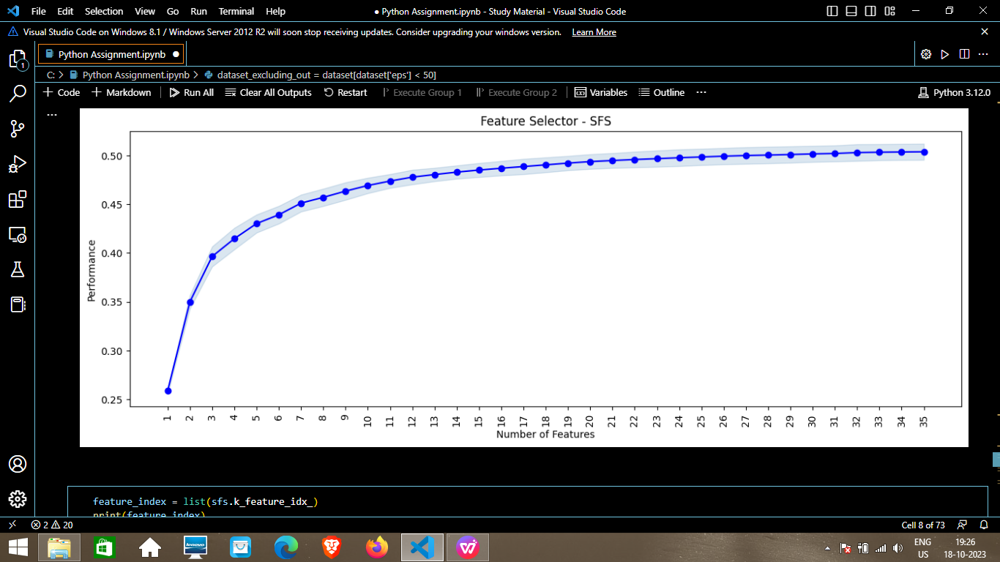 File Edit Selection View Go Run Terminal Help
● Python Assignment.ipynb - Study Material - Visual Studio Code
Visual Studio Code on Windows 8.1 / Windows Server 2012 R2 will soon stop receiving updates. Consider upgrading your windows version. Learn More
1
Python Assignment.ipynb ●
C: > Python Assignment.ipynb > dataset_excluding_out = dataset[dataset['eps'] < 50]
+ Code + Markdown Run All Clear All Outputs Restart Execute Group 1 Execute Group 2 Variables Outline ... Python 3.12.0
...
Feature Selector - SFS
0.50
0.45
0.40
0.35
0.30
0.25
Performance
1 2 3 4 5 6 7 8 9 10 11 12 13 14 15 16 17 18 19 20 21 22 23 24 25 26 27 28 29 30 31 32 33 34 35
Number of Features
feature_index = list(sfs.k_feature_idx_)
print(feature_index)
2 20 Cell 8 of 73
lenovo
ENG 19:26
US 18-10-2023